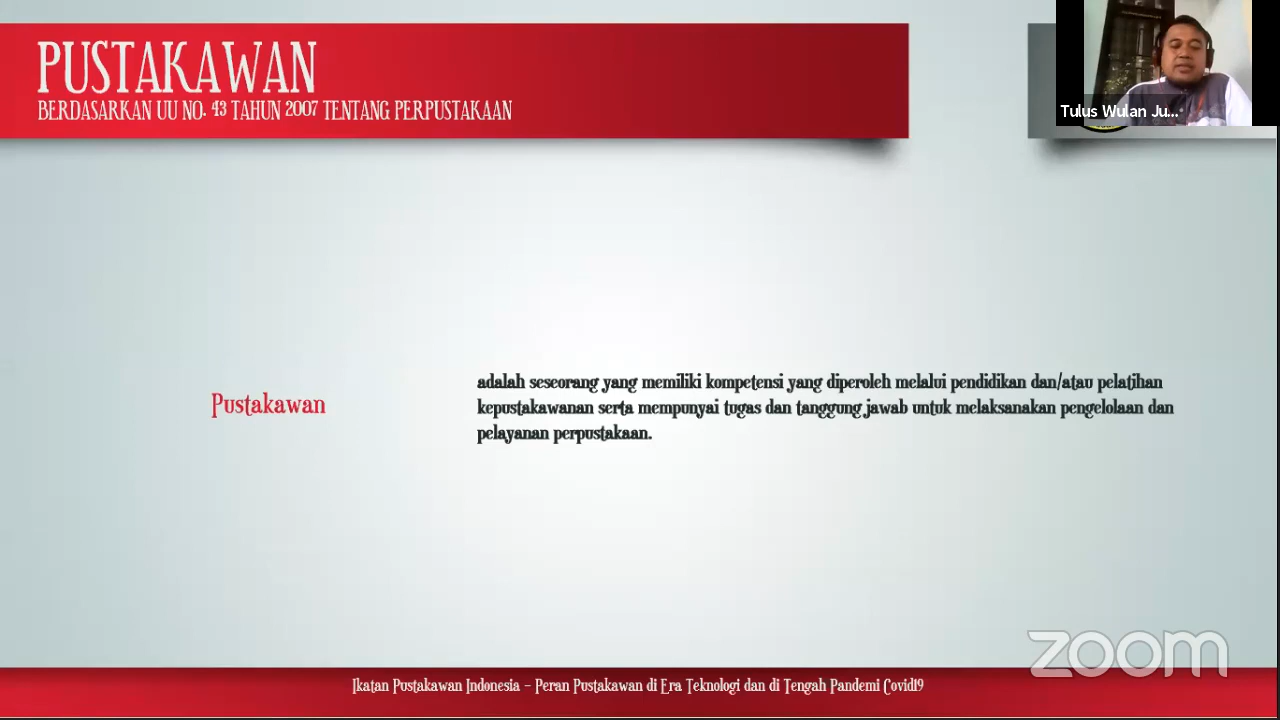 PUSTAKAWAN
BERDASARKAN UU NO. 43 TAHUN 2007 TENTANG PERPUSTAKAAN
Tulus Wulan Ju...
Pustakawan
adalah seseorang yang memiliki kompetensi yang diperoleh melalui pendidikan dan/atau pelatihan
kepustakawanan serta mempunyai tugas dan tanggung jawab untuk melaksanakan pengelolaan dan
pelayanan perpustakaan.
zoom
Ikatan Pustakawan Indonesia - Peran Pustakawan di Era Teknologi dan di Tengah Pandemi Covid19